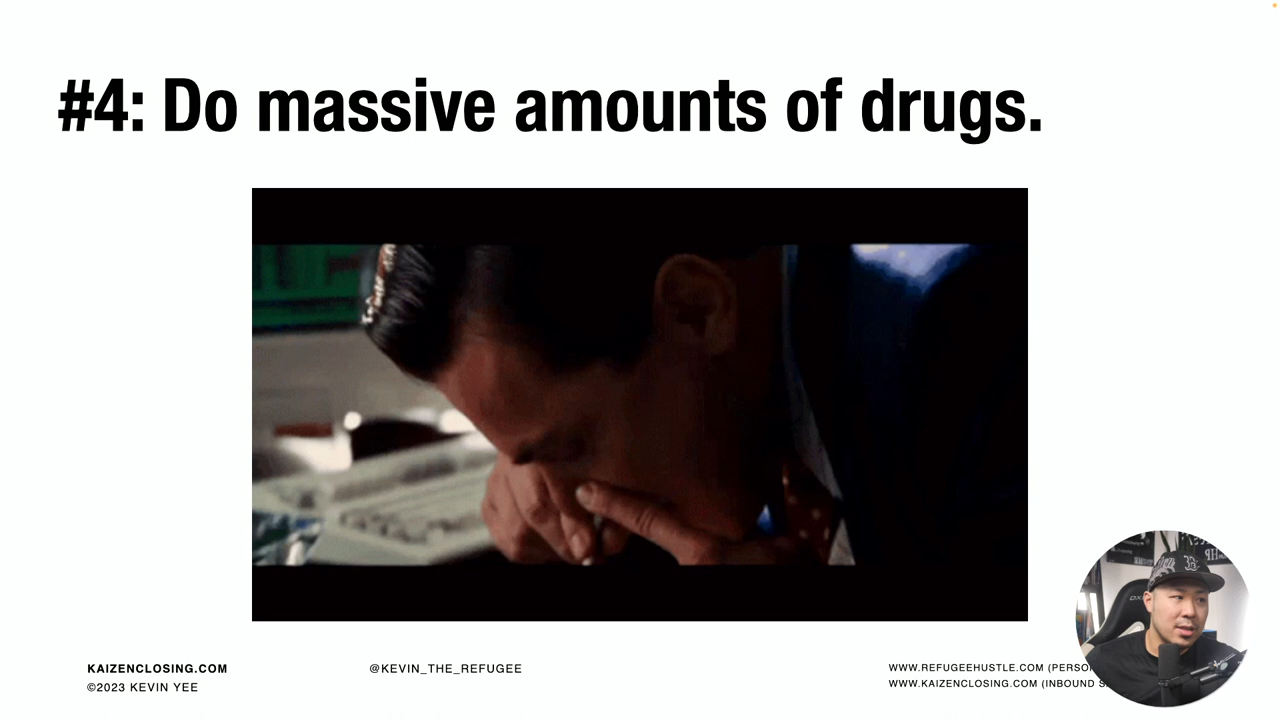 #4: Do massive amounts of drugs.
KAIZENCLOSING.COM
©2023 KEVIN YEE
@KEVIN_THE_REFUGEE
WWW.REFUGEEHUSTLE.COM
WWW.KAIZENCLOSING.COM (INBOUND